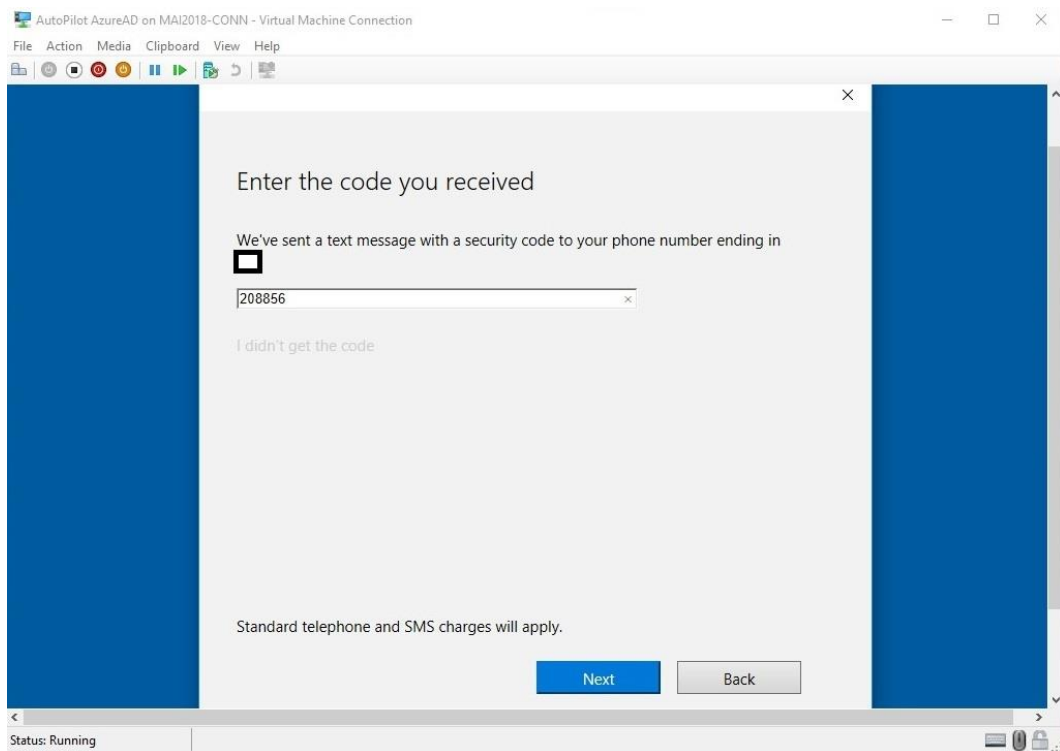 AutoPilot AzureAD on MAI2018-CONN - Virtual Machine Connection
File Action Media Clipboard View Help
Enter the code you received
We've sent a text message with a security code to your phone number ending in
208856
I didn't get the code
Standard telephone and SMS charges will apply.
Next Back
Status: Running